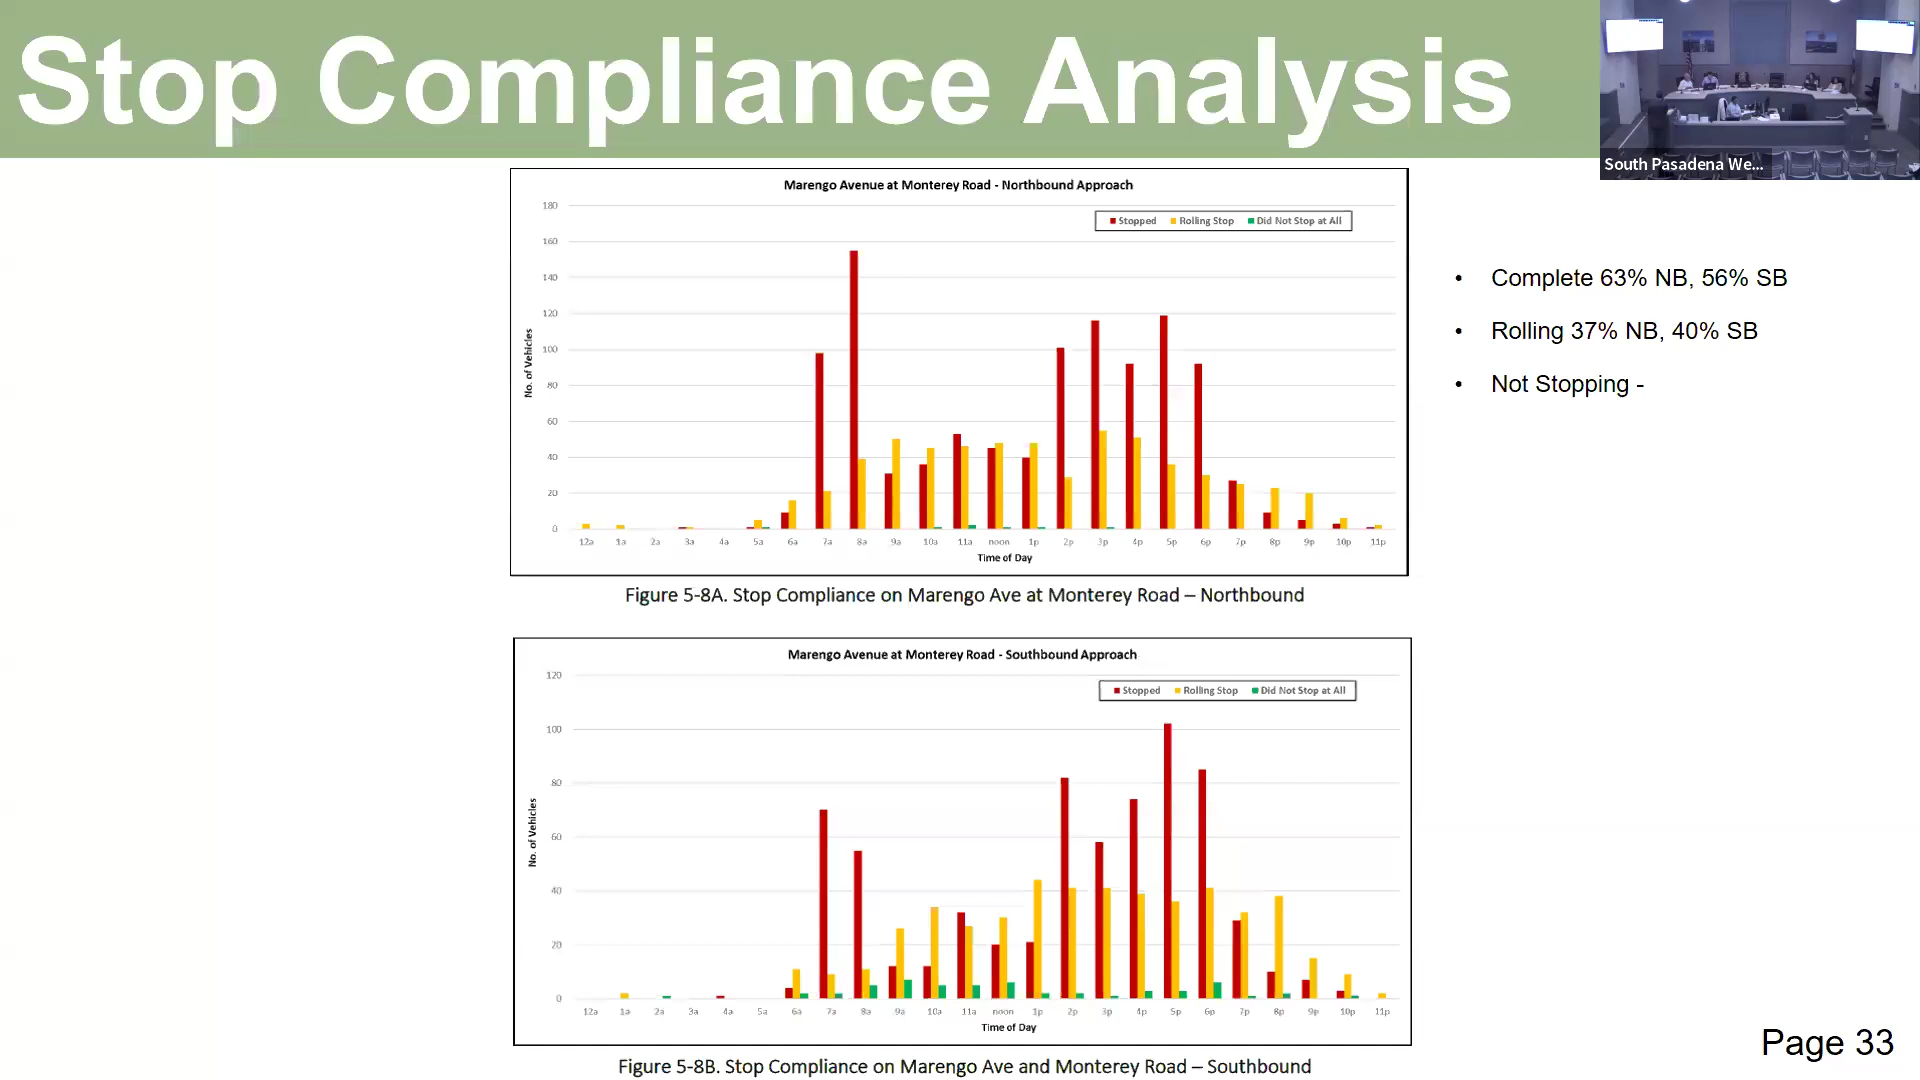 Stop Compliance Analysis
South Pasadena We...
Marengo Avenue at Monterey Road - Northbound Approach
Stopped Rolling Stop Did Not Stop at All
180
160
140
120
100
80
60
40
20
0
No. of Vehicles
12a 1a 2a 3a 4a 5a 6a 7a 8a 9a 10a 11a noon 1p 2p 3p 4p 5p 6p 7p 8p 9p 10p 11p
Time of Day
Figure 5-8A. Stop Compliance on Marengo Ave at Monterey Road – Northbound
• Complete 63% NB, 56% SB
• Rolling 37% NB, 40% SB
• Not Stopping -
Marengo Avenue at Monterey Road - Southbound Approach
Stopped Rolling Stop Did Not Stop at All
120
100
80
60
40
20
0
No. of Vehicles
12a 1a 2a 3a 4a 5a 6a 7a 8a 9a 10a 11a noon 1p 2p 3p 4p 5p 6p 7p 8p 9p 10p 11p
Time of Day
Figure 5-8B. Stop Compliance on Marengo Ave and Monterey Road – Southbound
Page 33